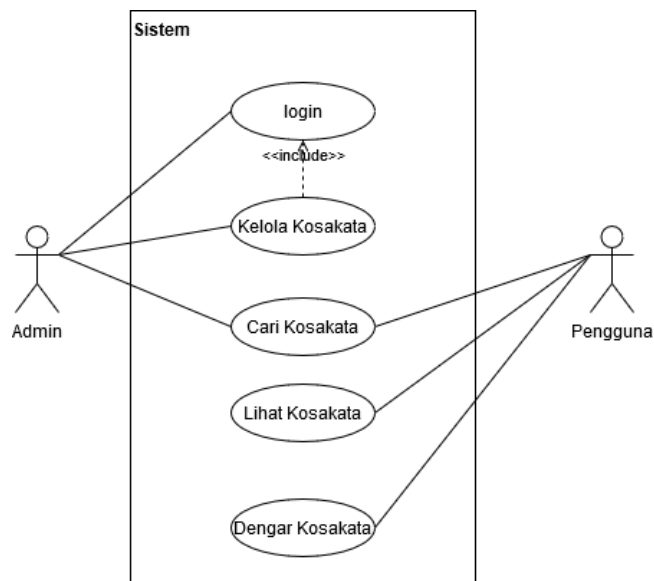 Sistem
login
<<include>>
Kelola Kosakata
Admin
Cari Kosakata
Pengguna
Lihat Kosakata
Dengar Kosakata